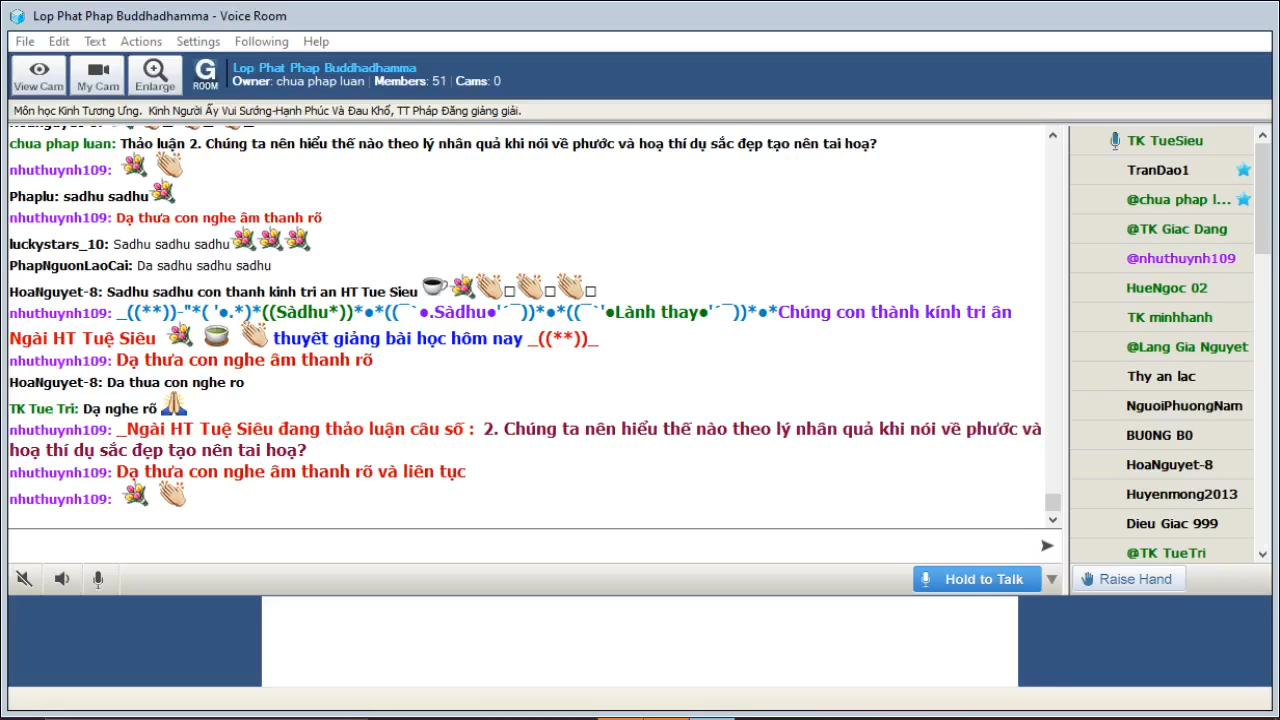 Lop Phat Phap Buddhadhamma - Voice Room
File Edit Text Actions Settings Following Help
View Cam My Cam Enlarge G ROOM
Lop Phat Phap Buddhadhamma
Owner: chua phap luan | Members: 51 | Cams: 0
Môn học Kinh Tương Ưng. Kinh Người Ấy Vui Sướng-Hạnh Phúc Và Đau Khổ, TT Pháp Đăng giảng giải.
chua phap luan: Thảo luận 2. Chúng ta nên hiểu thế nào theo lý nhân quả khi nói về phước và hoạ thí dụ sắc đẹp tạo nên tai hoạ?
nhuthuynh109:
Phaplu: sadhu sadhu
nhuthuynh109: Dạ thưa con nghe âm thanh rõ
luckystars_10: Sadhu sadhu sadhu
PhapNguonLaoCai: Da sadhu sadhu sadhu
HoaNguyet-8: Sadhu sadhu con thanh kinh tri an HT Tue Sieu
nhuthuynh109: _((**))-"*( '●.*)*((Sàdhu*))*●*((¯`●.Sàdhu●'´¯))*●*((¯`'●Lành thay●'´¯))*●*Chúng con thành kính tri ân
Ngài HT Tuệ Siêu thuyết giảng bài học hôm nay _((**))_
nhuthuynh109: Dạ thưa con nghe âm thanh rõ
HoaNguyet-8: Da thua con nghe ro
TK Tue Tri: Dạ nghe rõ
nhuthuynh109: _Ngài HT Tuệ Siêu đang thảo luận câu số : 2. Chúng ta nên hiểu thế nào theo lý nhân quả khi nói về phước và
hoạ thí dụ sắc đẹp tạo nên tai hoạ?
nhuthuynh109: Dạ thưa con nghe âm thanh rõ và liên tục
nhuthuynh109:
Hold to Talk
TK TueSieu
TranDao1
@chua phap l...
@TK Giac Dang
@nhuthuynh109
HueNgoc 02
TK minhhanh
@Lang Gia Nguyet
Thy an lac
NguoiPhuongNam
BU0NG B0
HoaNguyet-8
Huyenmong2013
Dieu Giac 999
@TK TueTri
Raise Hand